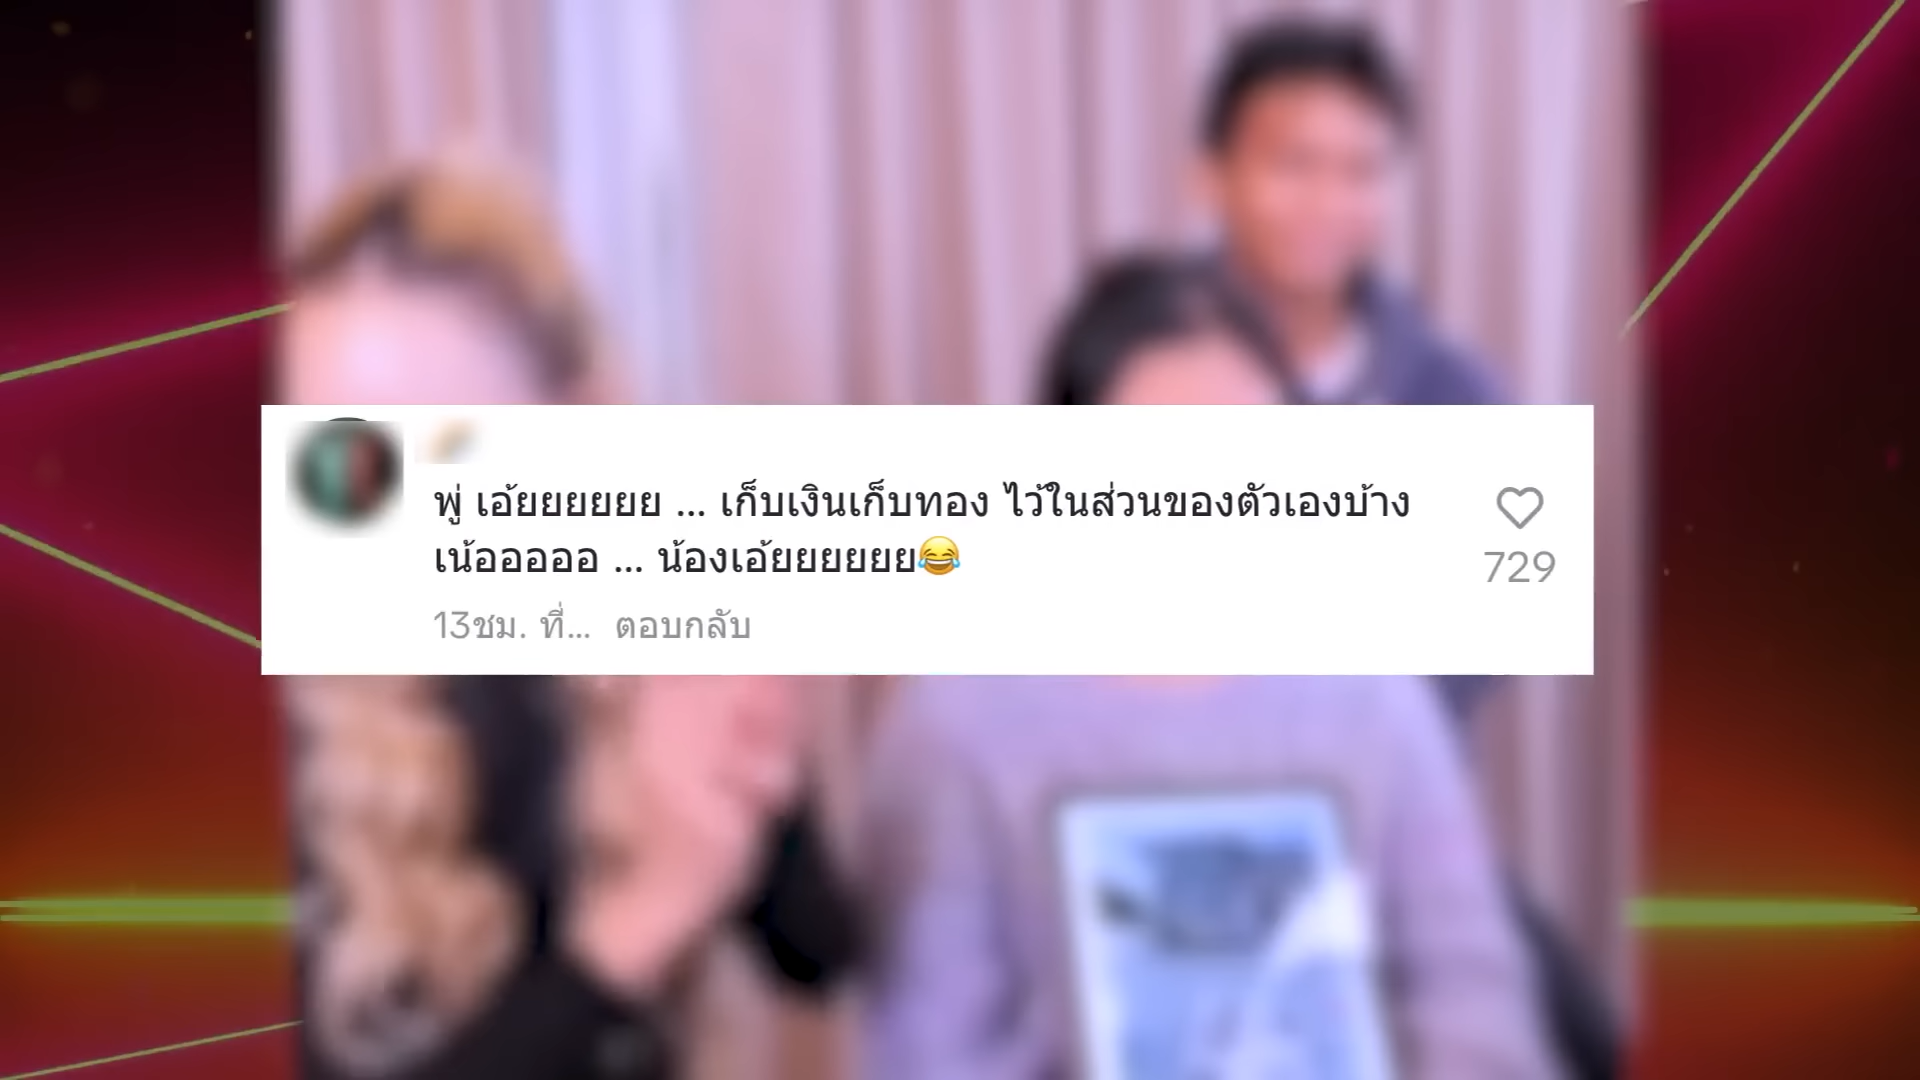 พู่ เอ้ยยยยยย ... เก็บเงินเก็บทอง ไว้ในส่วนของตัวเองบ้าง
เน้อออออ ... น้องเอ้ยยยยยย😂
729
13ชม. ที่... ตอบกลับ